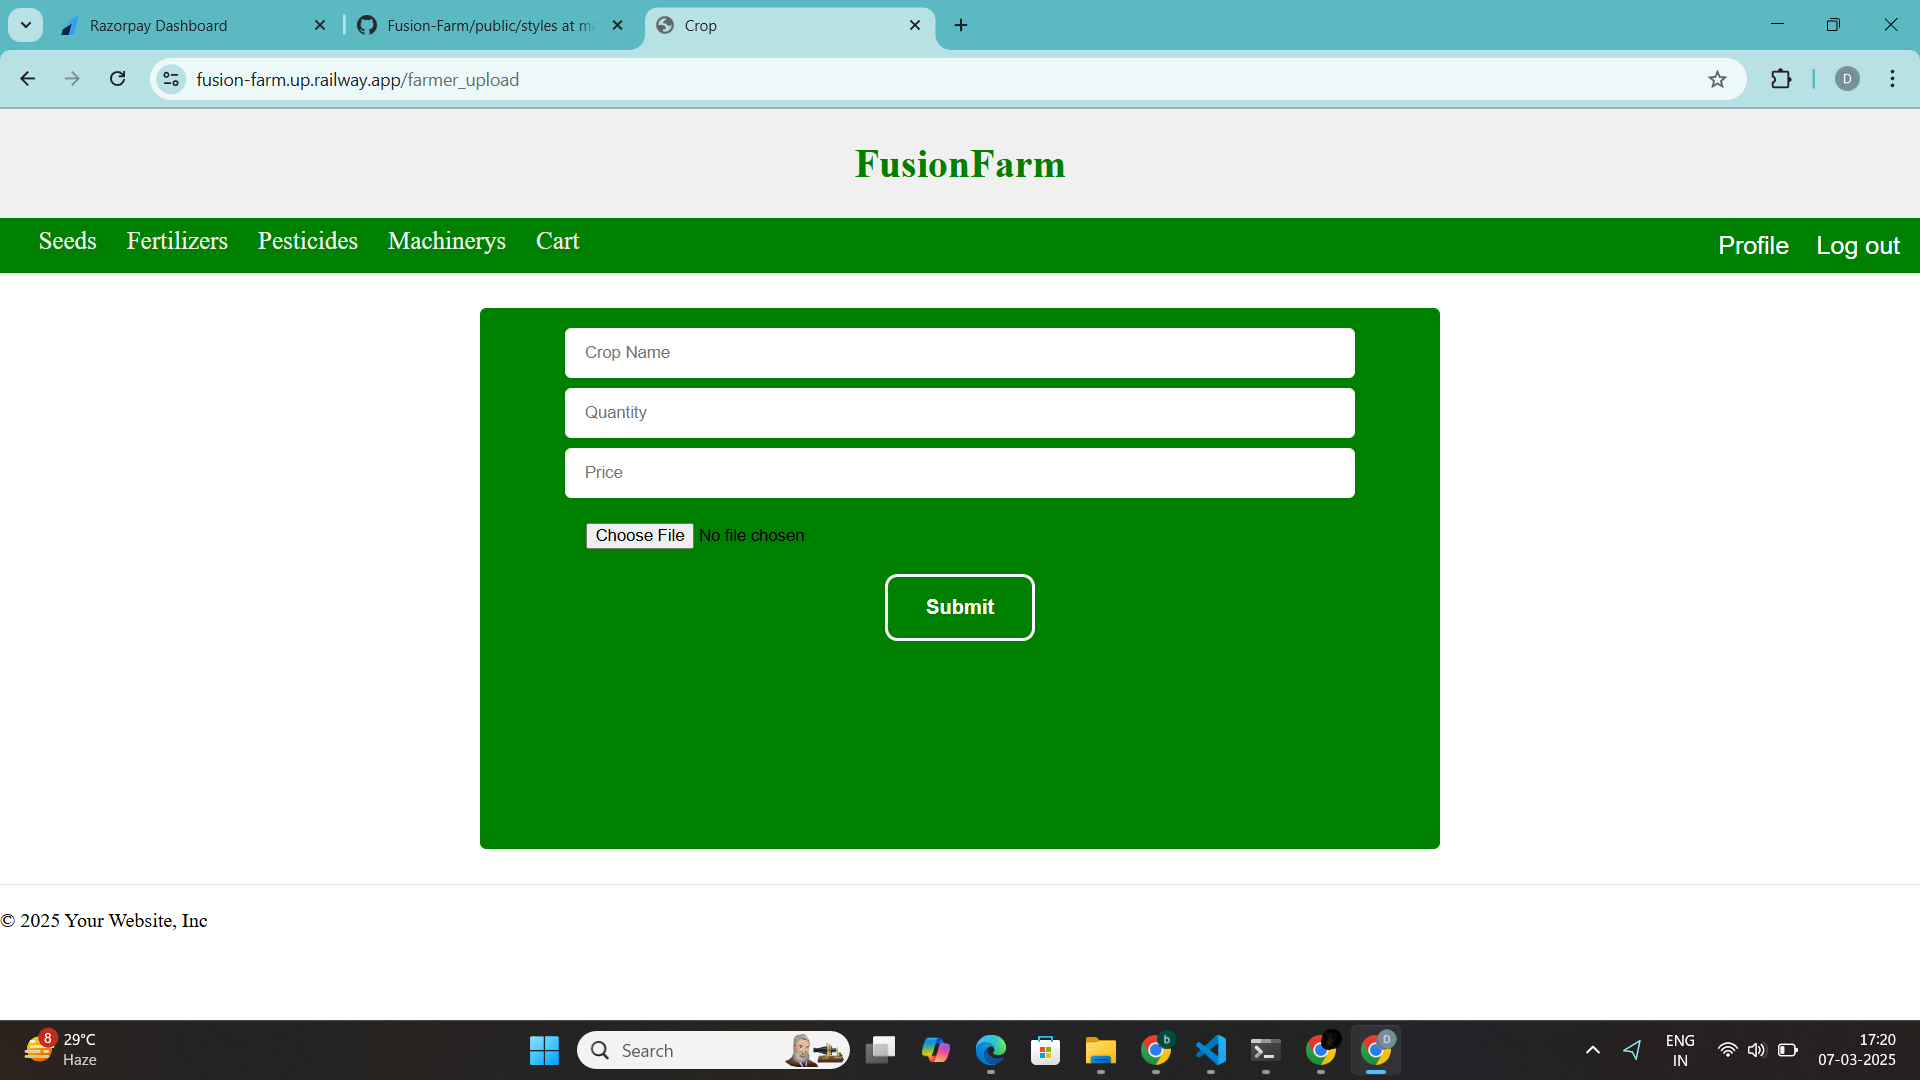 Razorpay Dashboard
Fusion-Farm/public/styles at ma
Crop
fusion-farm.up.railway.app/farmer_upload
D
FusionFarm
Seeds Fertilizers Pesticides Machinerys Cart
Profile Log out
Crop Name
Quantity
Price
Choose File No file chosen
Submit
© 2025 Your Website, Inc
8
29°C
Haze
Search
b
D
ENG
IN
17:20
07-03-2025